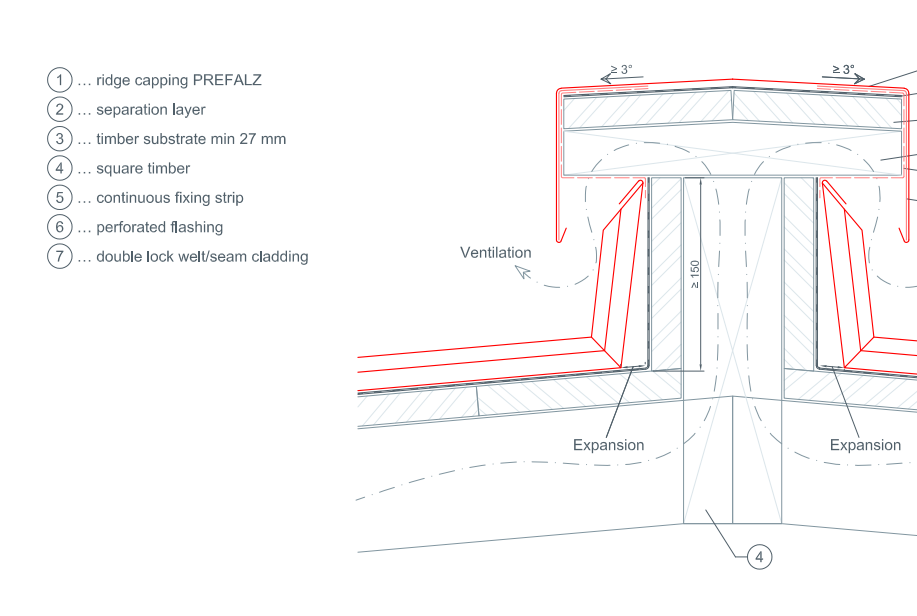 1 ... ridge capping PREFALZ
2 ... separation layer
3 ... timber substrate min 27 mm
4 ... square timber
5 ... continuous fixing strip
6 ... perforated flashing
7 ... double lock welt/seam cladding
≥ 3°
≥ 3°
Ventilation
≥ 150
Expansion
Expansion
4